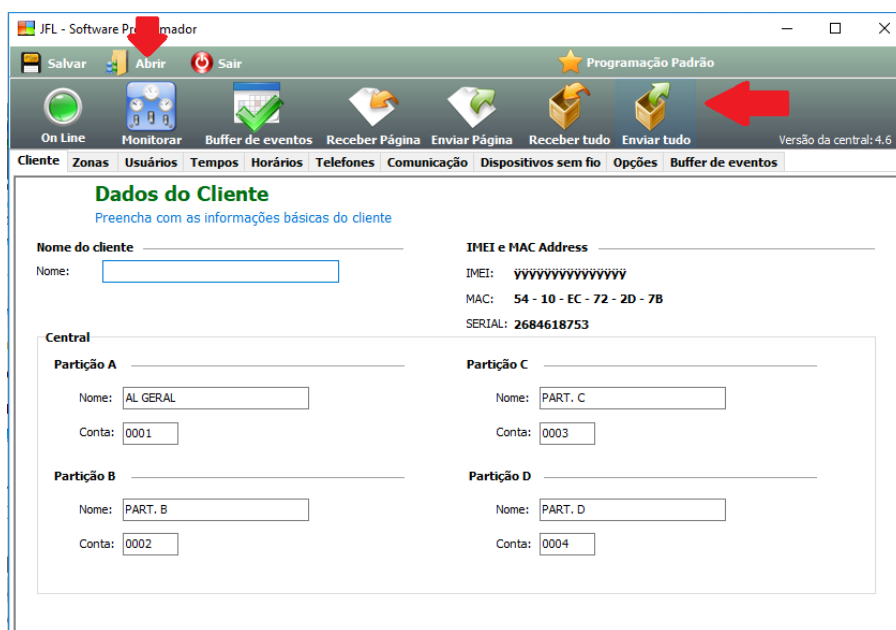 JFL - Software Programador
Salvar Abrir Sair Programação Padrão
On Line Monitorar Buffer de eventos Receber Página Enviar Página Receber tudo Enviar tudo Versão da central: 4.6
Cliente Zonas Usuários Tempos Horários Telefones Comunicação Dispositivos sem fio Opções Buffer de eventos
Dados do Cliente
Preencha com as informações básicas do cliente
Nome do cliente
Nome:
IMEI e MAC Address
IMEI: ÿÿÿÿÿÿÿÿÿÿÿÿÿÿÿ
MAC: 54 - 10 - EC - 72 - 2D - 7B
SERIAL: 2684618753
Central
Partição A
Nome: AL GERAL
Conta: 0001
Partição C
Nome: PART. C
Conta: 0003
Partição B
Nome: PART. B
Conta: 0002
Partição D
Nome: PART. D
Conta: 0004